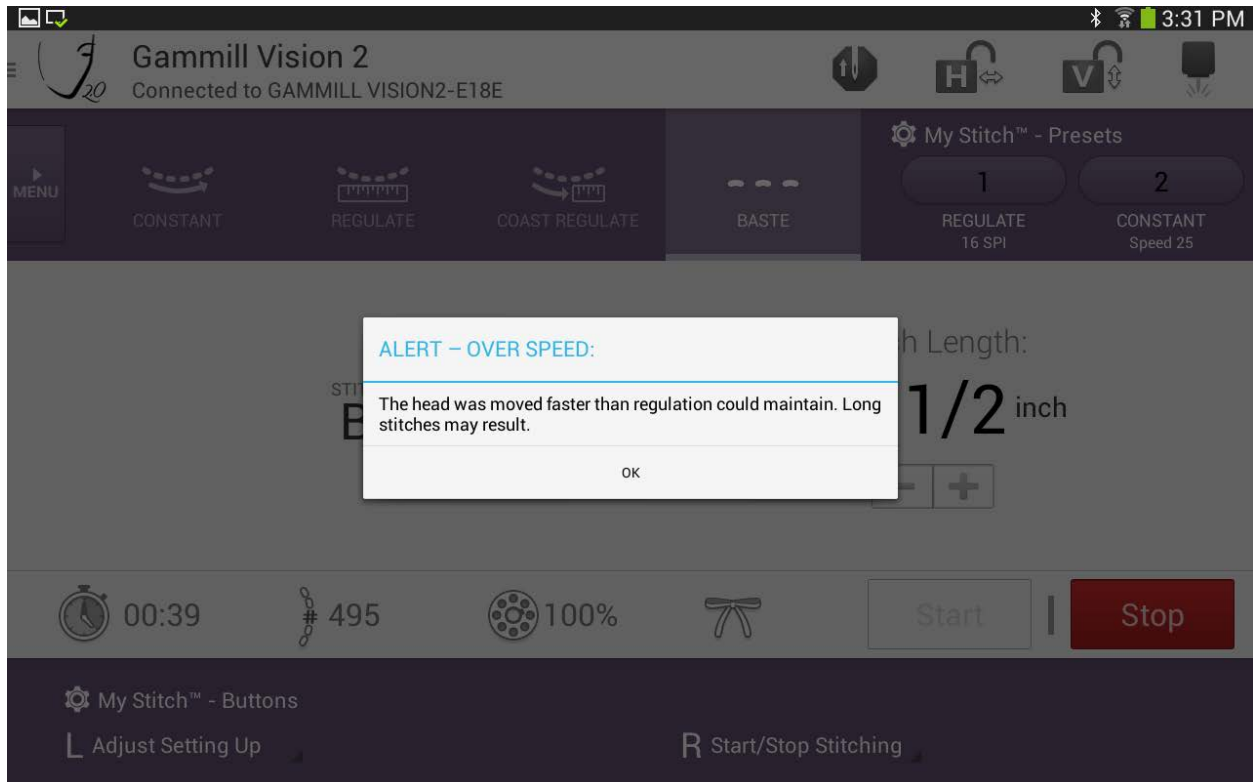 3:31 PM
Gammill Vision 2
20
Connected to GAMMILL VISION2-E18E
H
V
My Stitch™ - Presets
MENU
1
2
CONSTANT
REGULATE
COAST REGULATE
BASTE
REGULATE
CONSTANT
16 SPI
Speed 25
ALERT – OVER SPEED:
h Length:
STIT
B
The head was moved faster than regulation could maintain. Long
stitches may result.
1/2 inch
OK
- +
00:39
# 495
100%
Start
Stop
My Stitch™ - Buttons
L Adjust Setting Up
R Start/Stop Stitching